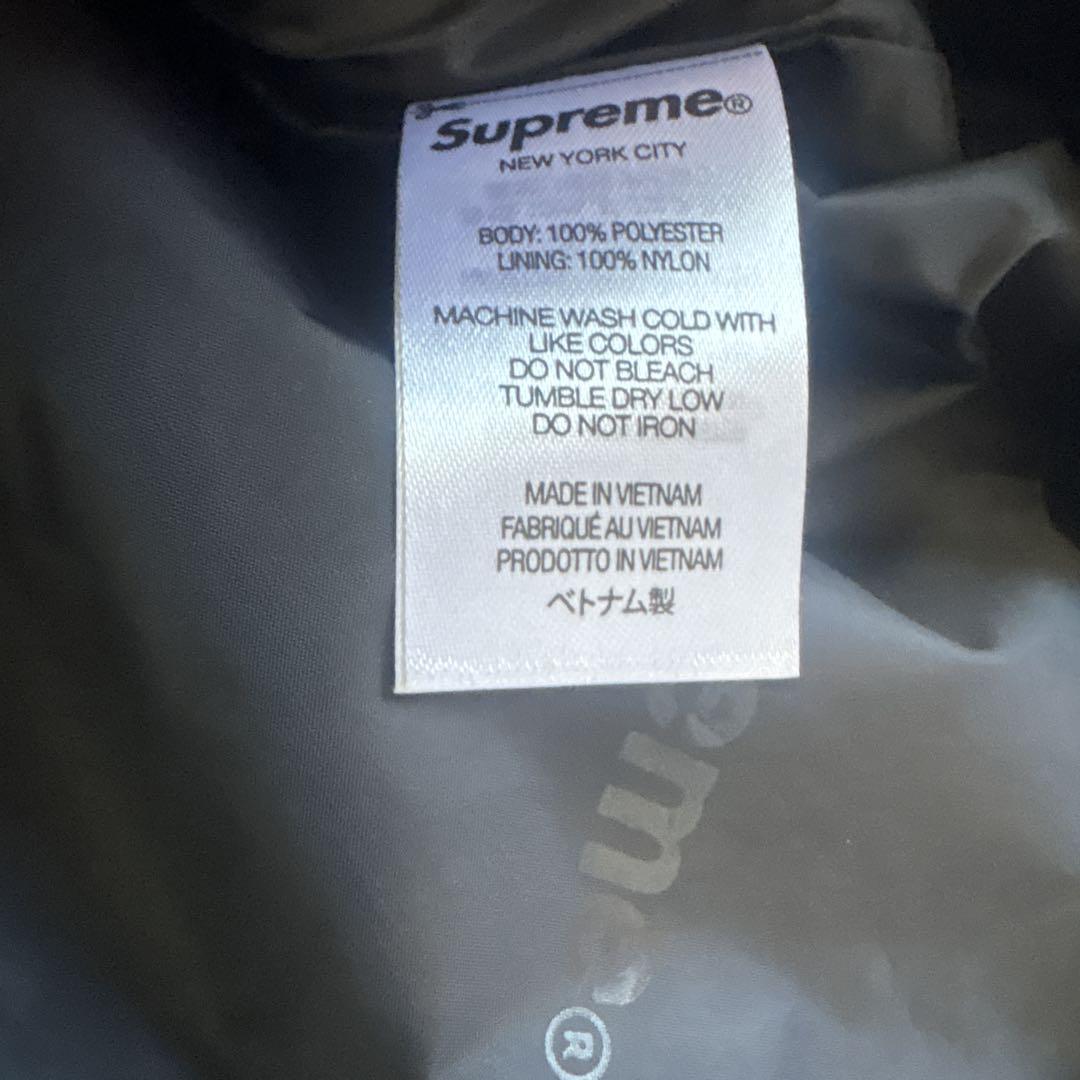 Supreme®
NEW YORK CITY
BODY: 100% POLYESTER
LINING: 100% NYLON
MACHINE WASH COLD WITH
LIKE COLORS
DO NOT BLEACH
TUMBLE DRY LOW
DO NOT IRON
MADE IN VIETNAM
FABRIQUÉ AU VIETNAM
PRODOTTO IN VIETNAM
ベトナム製
eme®